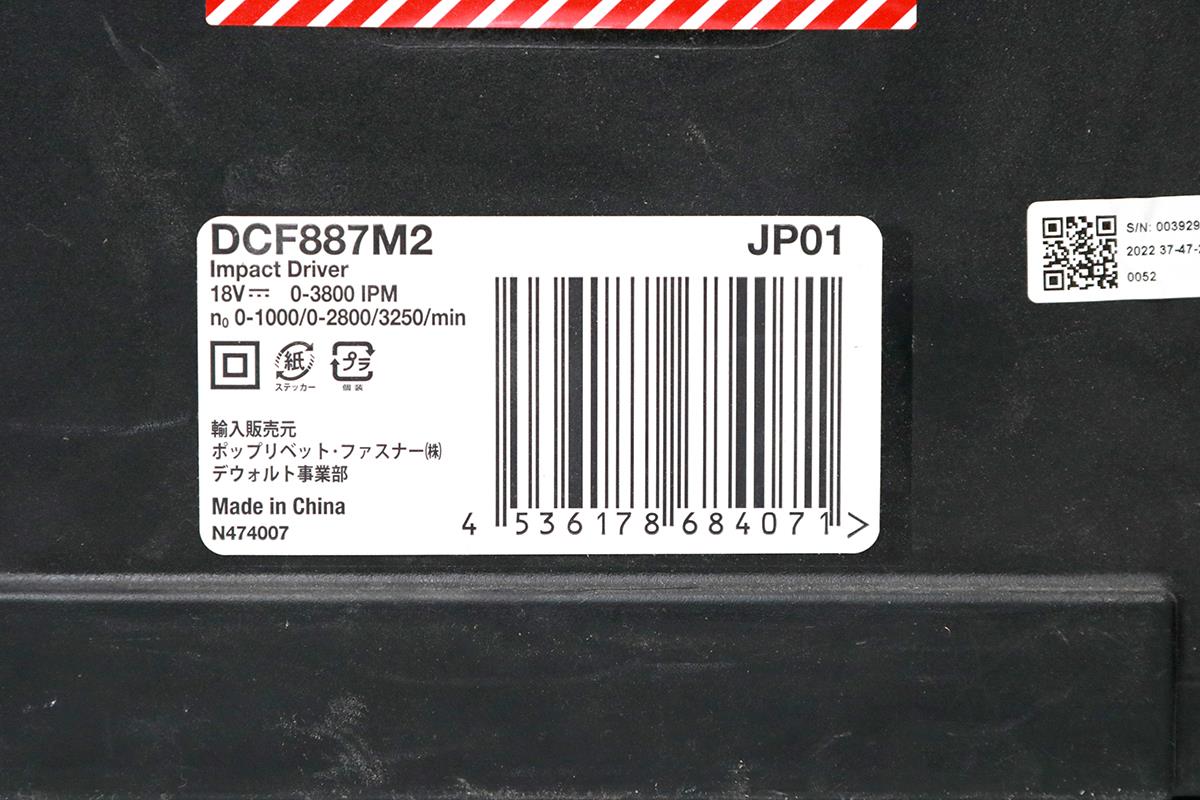 DCF887M2
JP01
Impact Driver
18V⎓ 0-3800 IPM
n₀ 0-1000/0-2800/3250/min
紙
ステッカー
プラ
個装
輸入販売元
ポップリベット・ファスナー㈱
デウォルト事業部
Made in China
N474007
4 536178 684071 >
S/N: 003929
2022 37-47-
0052